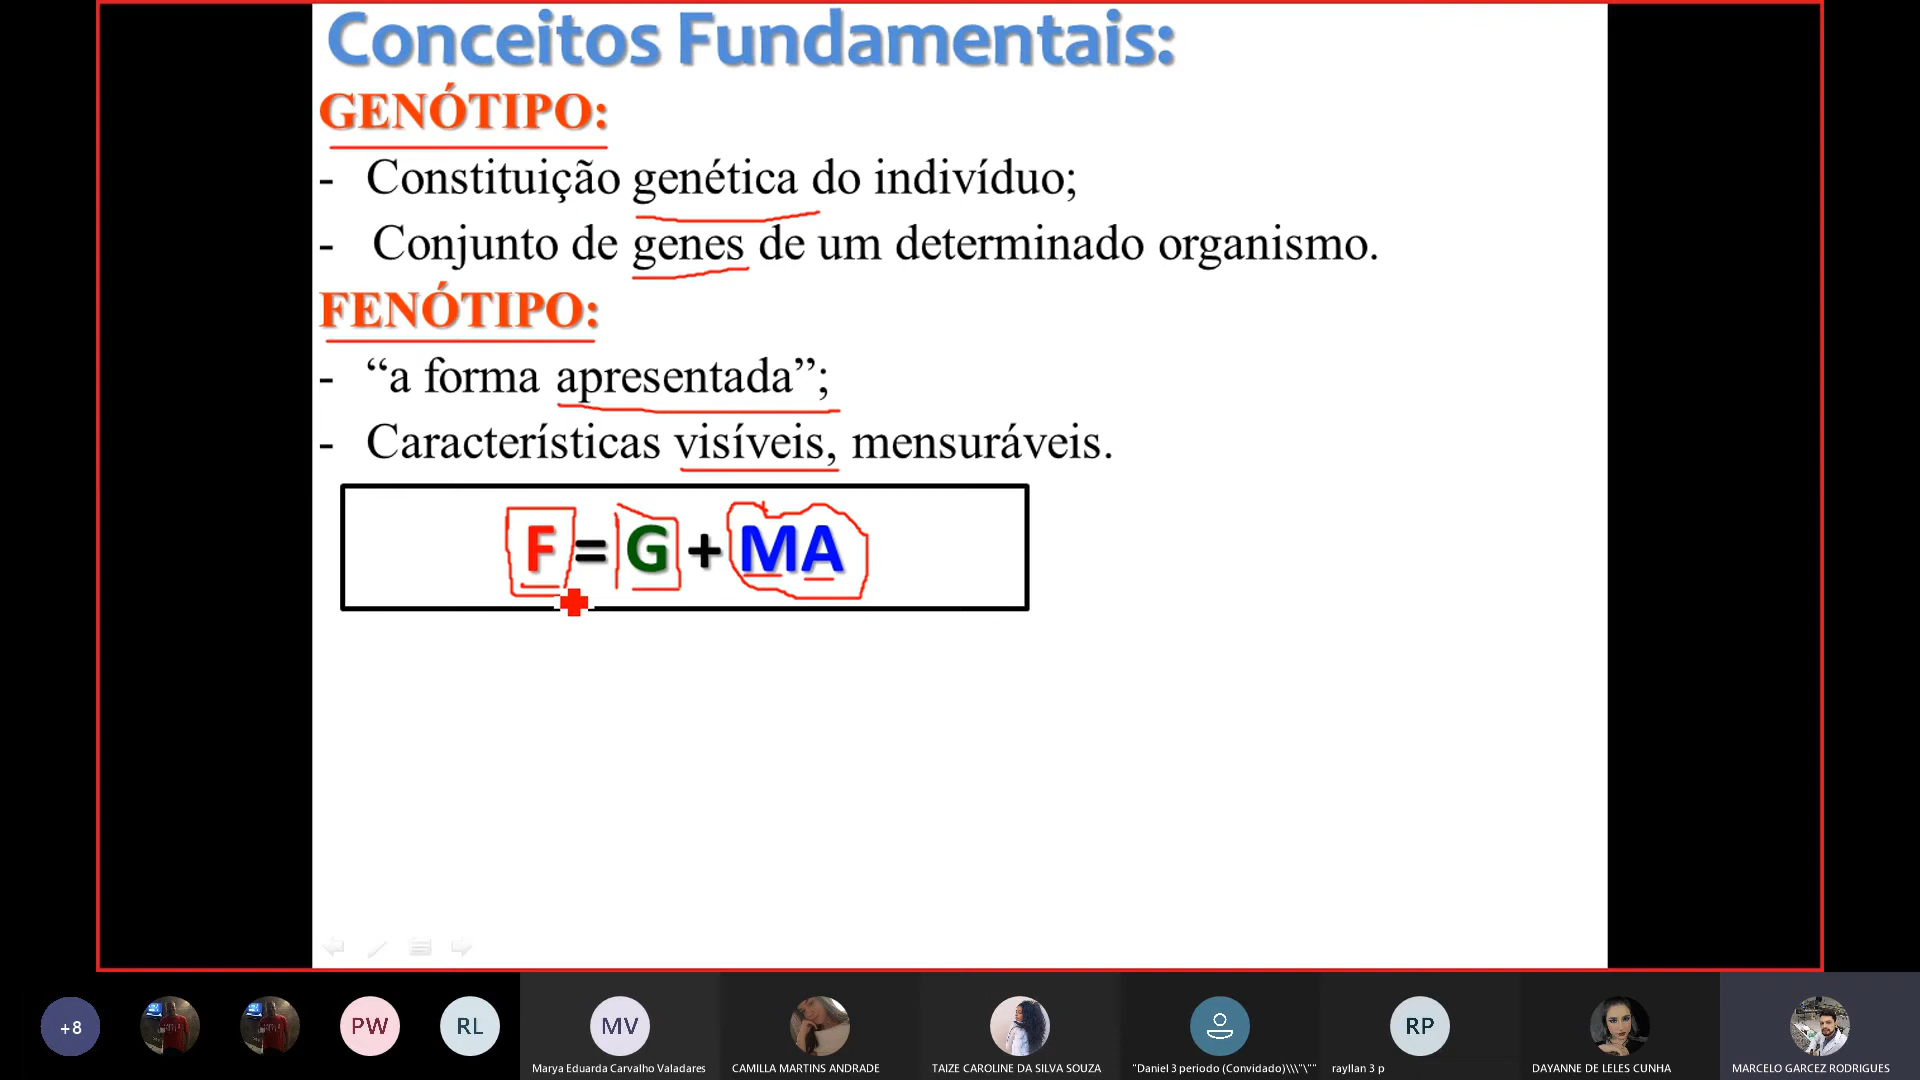 Conceitos Fundamentais:
GENÓTIPO:
- Constituição genética do indivíduo;
- Conjunto de genes de um determinado organismo.
FENÓTIPO:
- “a forma apresentada”;
- Características visíveis, mensuráveis.
F = G + MA
+8
PW
RL
MV
RP
Marya Eduarda Carvalho Valadares
CAMILLA MARTINS ANDRADE
TAIZE CAROLINE DA SILVA SOUZA
"Daniel 3 periodo (Convidado)\\\"\""
rayllan 3 p
DAYANNE DE LELES CUNHA
MARCELO GARCEZ RODRIGUES